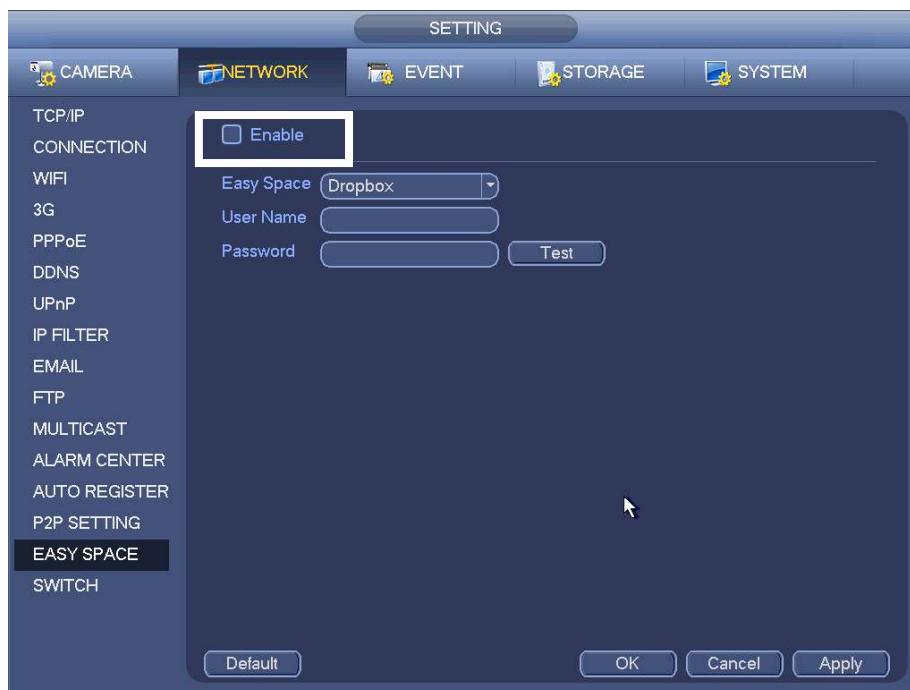 SETTING
CAMERA NETWORK EVENT STORAGE SYSTEM
TCP/IP
CONNECTION
WIFI
3G
PPPoE
DDNS
UPnP
IP FILTER
EMAIL
FTP
MULTICAST
ALARM CENTER
AUTO REGISTER
P2P SETTING
EASY SPACE
SWITCH
Enable
Easy Space Dropbox
User Name
Password Test
Default OK Cancel Apply